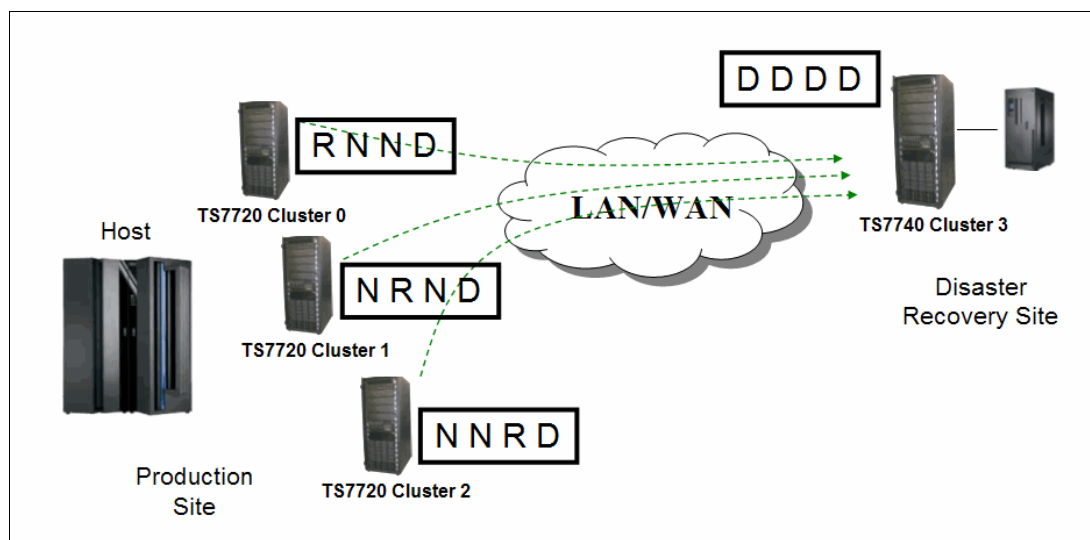 D D D D
R N N D
TS7720 Cluster 0
LAN/WAN
TS7740 Cluster 3
Host
N R N D
Disaster
Recovery Site
TS7720 Cluster 1
N N R D
Production
Site
TS7720 Cluster 2